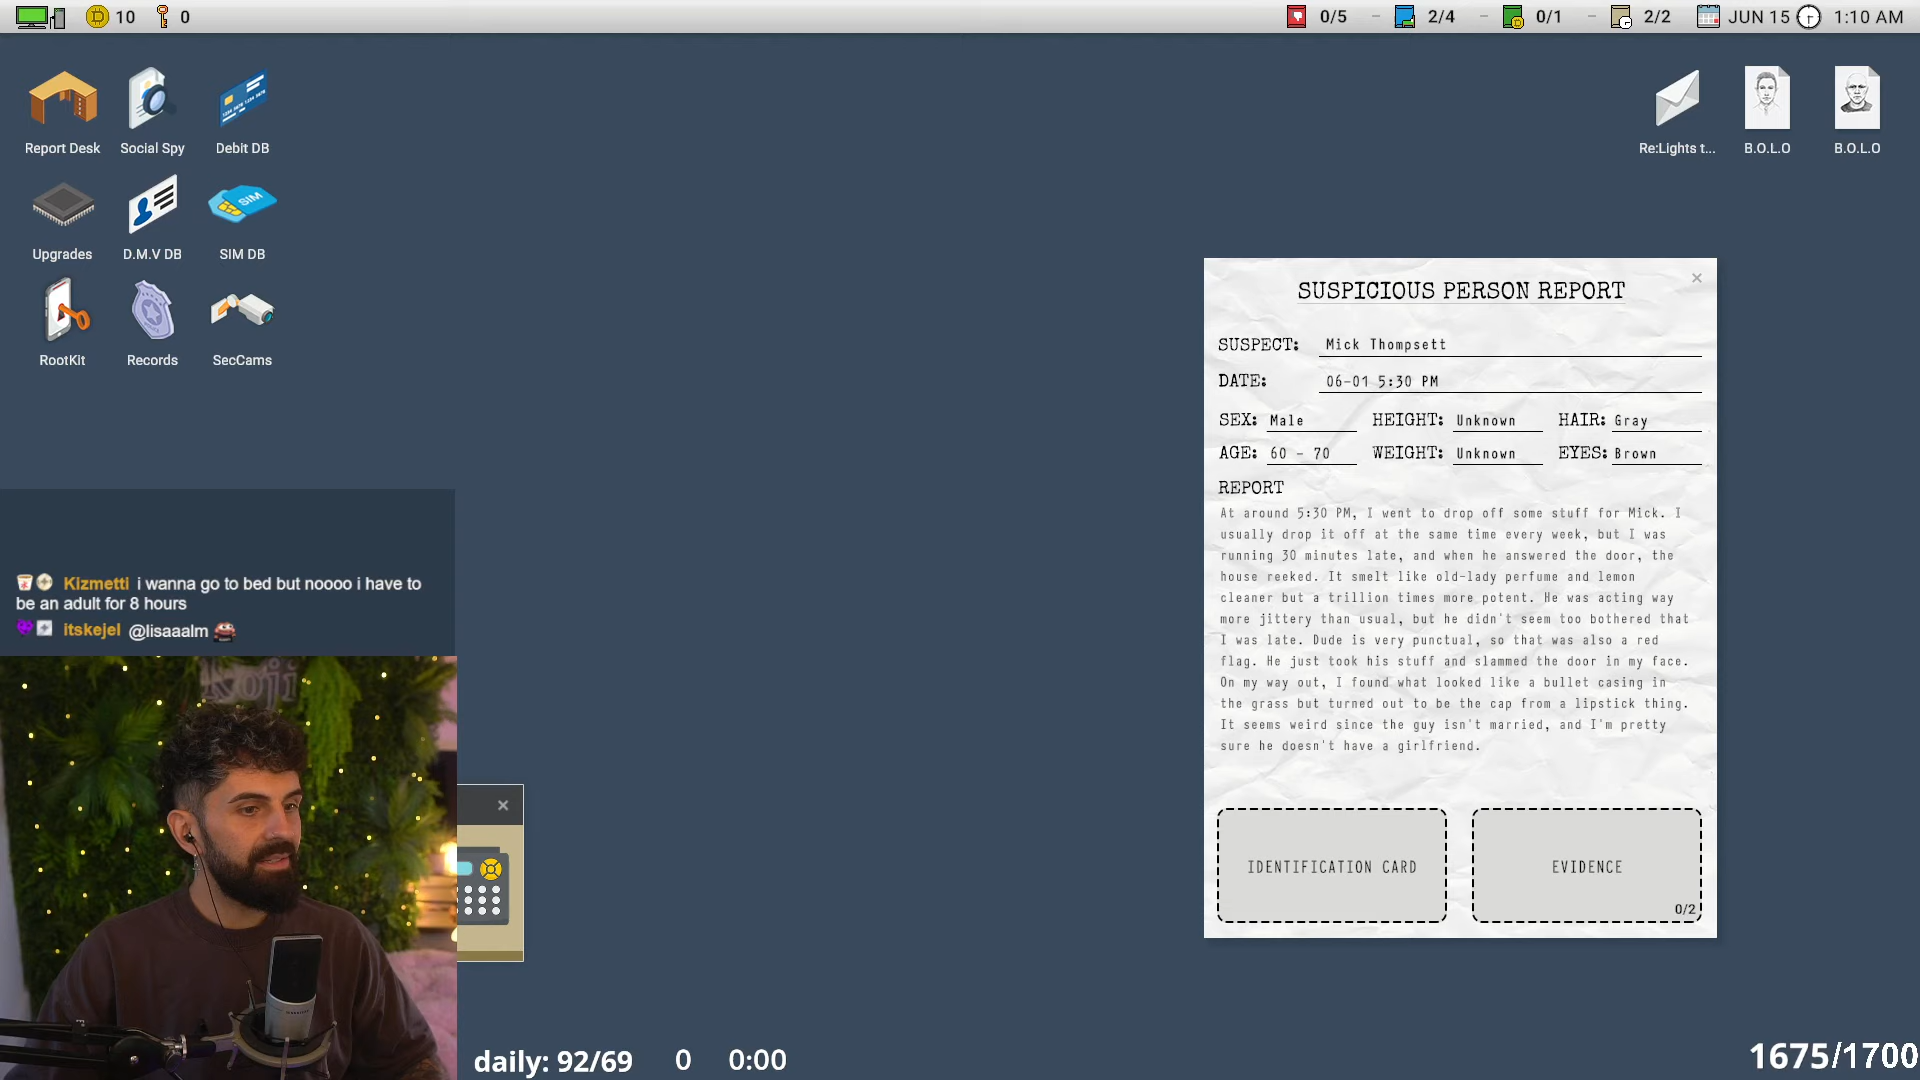 10
0
0/5
2/4
0/1
2/2
JUN 15
1:10 AM
Report Desk
Social Spy
Debit DB
Re:Lights t...
B.O.L.O
B.O.L.O
Upgrades
D.M.V DB
SIM DB
RootKit
Records
SecCams
SUSPICIOUS PERSON REPORT
SUSPECT: Mick Thompsett
DATE: 06-01 5:30 PM
SEX: Male HEIGHT: Unknown HAIR: Gray
AGE: 60 - 70 WEIGHT: Unknown EYES: Brown
REPORT
At around 5:30 PM, I went to drop off some stuff for Mick. I
usually drop it off at the same time every week, but I was
running 30 minutes late, and when he answered the door, the
house reeked. It smelt like old-lady perfume and lemon
cleaner but a trillion times more potent. He was acting way
more jittery than usual, but he didn't seem too bothered that
I was late. Dude is very punctual, so that was also a red
flag. He just took his stuff and slammed the door in my face.
On my way out, I found what looked like a bullet casing in
the grass but turned out to be the cap from a lipstick thing.
It seems weird since the guy isn't married, and I'm pretty
sure he doesn't have a girlfriend.
IDENTIFICATION CARD
EVIDENCE
0/2
Kizmetti i wanna go to bed but noooo i have to
be an adult for 8 hours
itskejel @lisaaalm
Koji
daily: 92/69 0 0:00
1675/1700